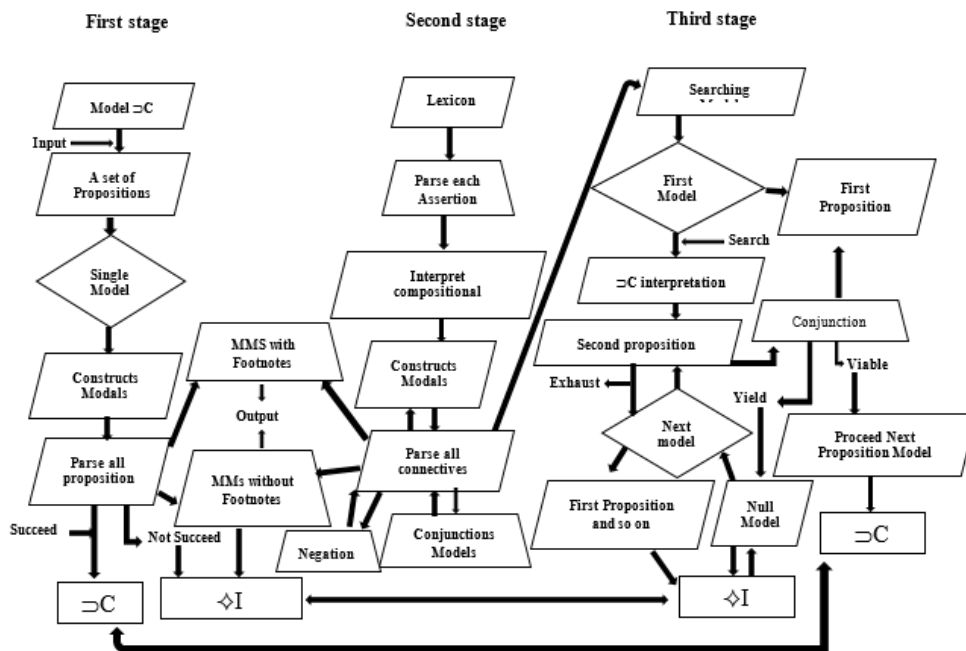 First stage
Second stage
Third stage
Model ⊃C
Input
A set of
Propositions
Single
Model
Constructs
Modals
Parse all
proposition
Succeed
Not Succeed
⊃C
MMS with
Footnotes
Output
MMs without
Footnotes
✧I
Lexicon
Parse each
Assertion
Interpret
compositional
Constructs
Modals
Parse all
connectives
Negation
Conjunctions
Models
Searching
First
Model
First
Proposition
Search
⊃C interpretation
Second proposition
Conjunction
Exhaust
Yield
Viable
Next
model
Proceed Next
Proposition Model
First Proposition
and so on
Null
Model
⊃C
✧I